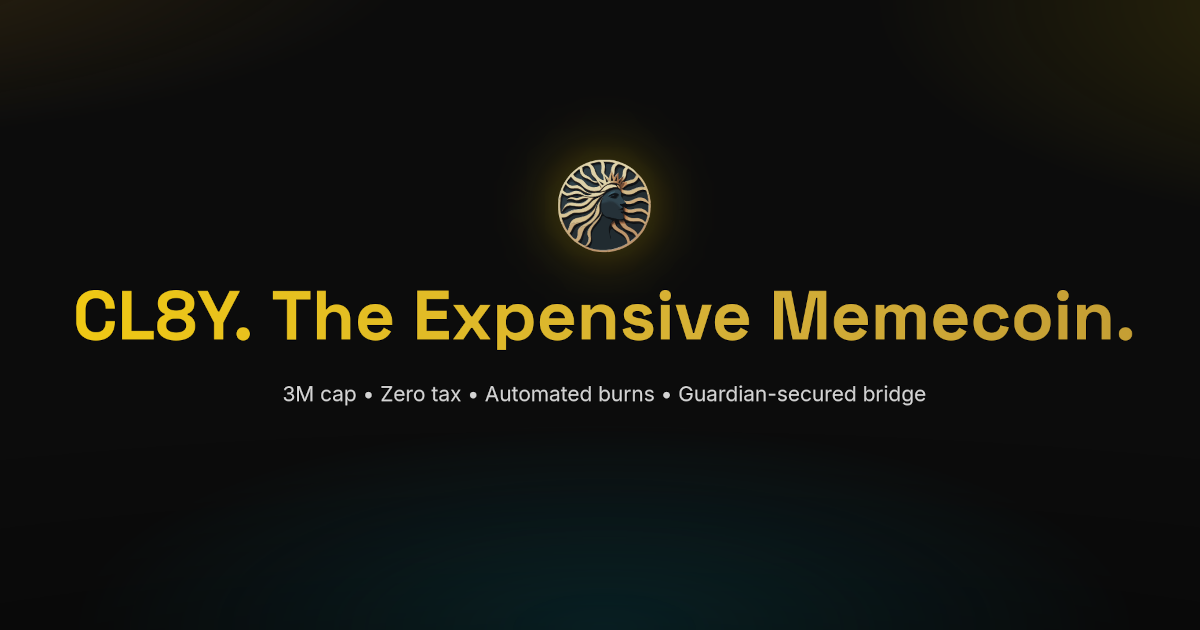 CL8Y. The Expensive Memecoin.
3M cap • Zero tax • Automated burns • Guardian-secured bridge